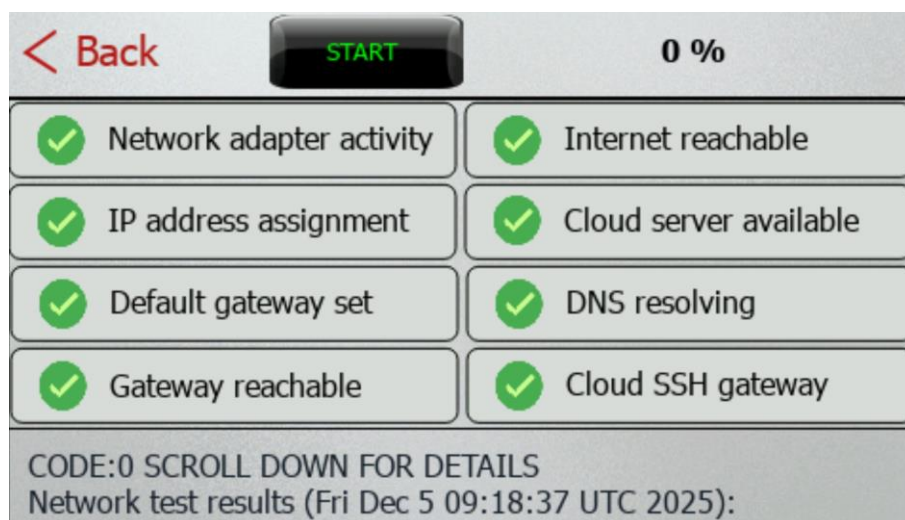 < Back
START
0 %
Network adapter activity
Internet reachable
IP address assignment
Cloud server available
Default gateway set
DNS resolving
Gateway reachable
Cloud SSH gateway
CODE:0 SCROLL DOWN FOR DETAILS
Network test results (Fri Dec 5 09:18:37 UTC 2025):